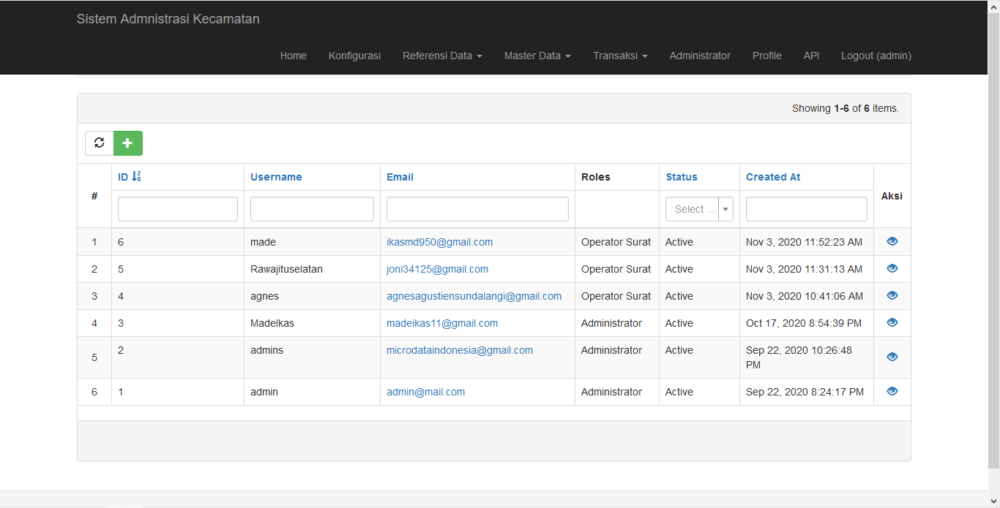 Sistem Admnistrasi Kecamatan
Home Konfigurasi Referensi Data Master Data Transaksi Administrator Profile API Logout (admin)
Showing 1-6 of 6 items.
# ID Username Email Roles Status Created At Aksi
Select ...
1 6 made ikasmd950@gmail.com Operator Surat Active Nov 3, 2020 11:52:23 AM
2 5 Rawajituselatan joni34125@gmail.com Operator Surat Active Nov 3, 2020 11:31:13 AM
3 4 agnes agnesagustiensundalangi@gmail.com Operator Surat Active Nov 3, 2020 10:41:06 AM
4 3 Madelkas madeikas11@gmail.com Administrator Active Oct 17, 2020 8:54:39 PM
5 2 admins microdataindonesia@gmail.com Administrator Active Sep 22, 2020 10:26:48
PM
6 1 admin admin@mail.com Administrator Active Sep 22, 2020 8:24:17 PM